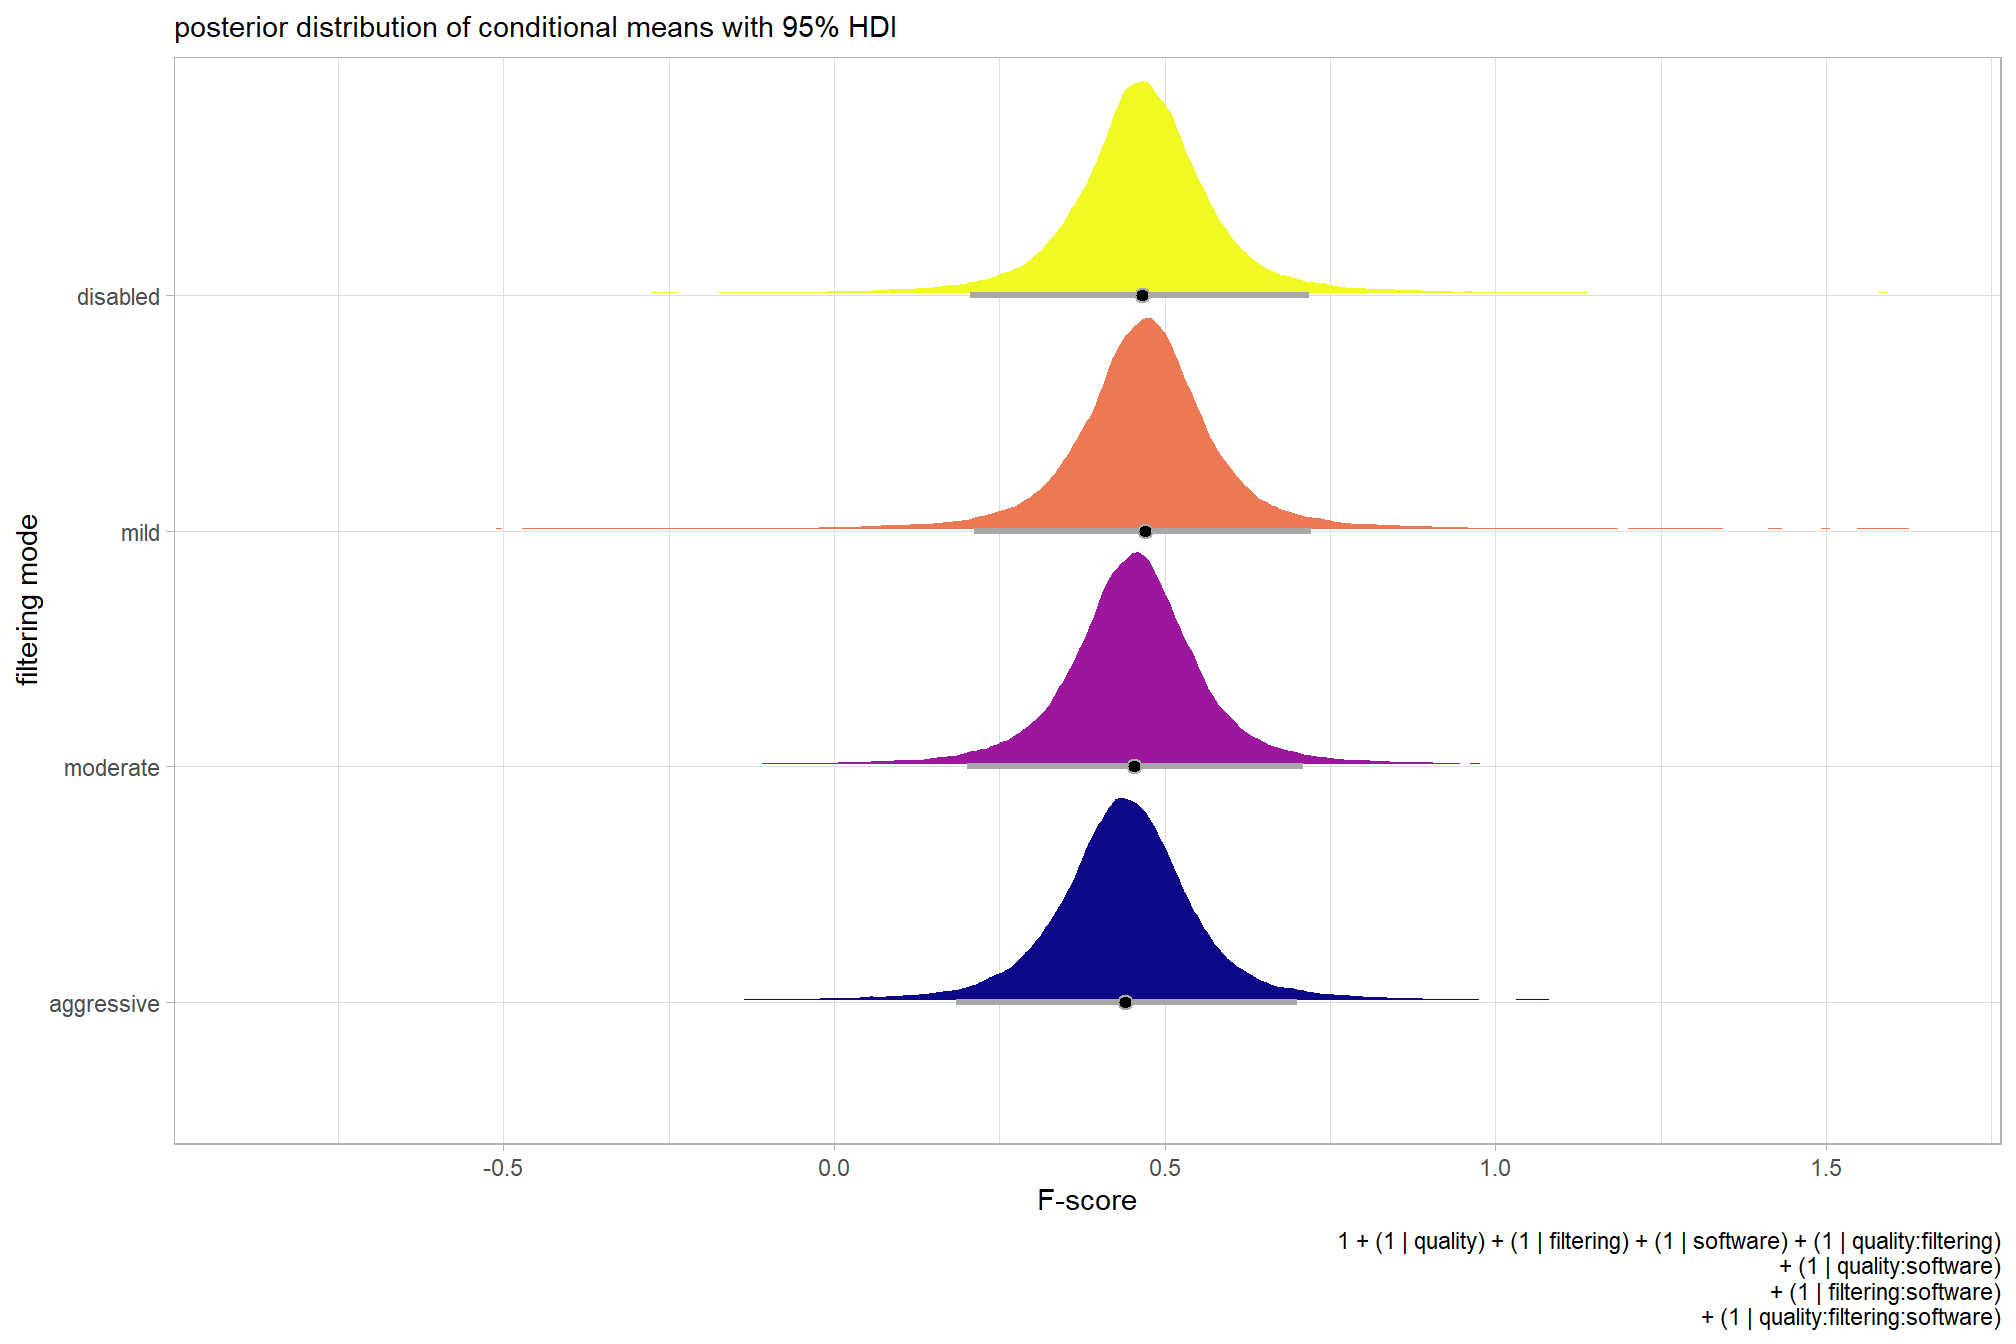 posterior distribution of conditional means with 95% HDI
filtering mode
disabled
mild
moderate
aggressive
-0.5 0.0 0.5 1.0 1.5
F-score
1 + (1 | quality) + (1 | filtering) + (1 | software) + (1 | quality:filtering)
+ (1 | quality:software)
+ (1 | filtering:software)
+ (1 | quality:filtering:software)